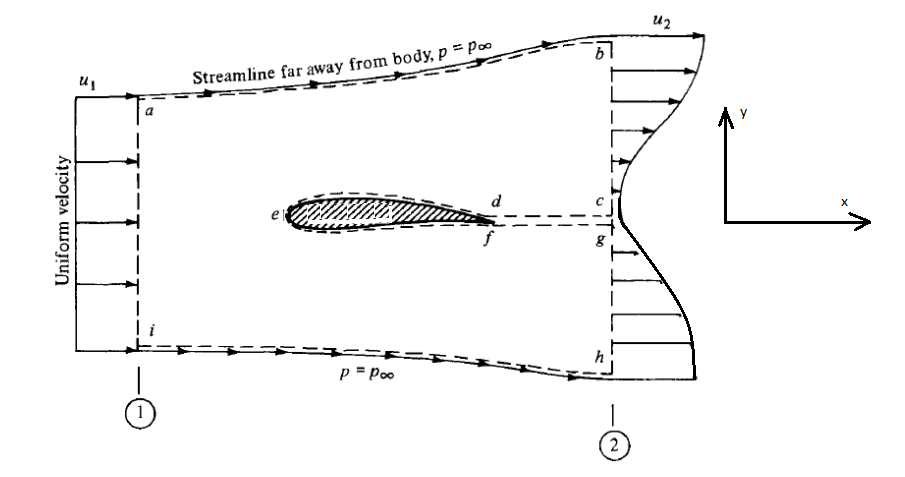 u₂
u₁
Streamline far away from body, p = p∞
b
a
y
Uniform velocity
x
d
c
e
f
g
i
h
p = p∞
1
2